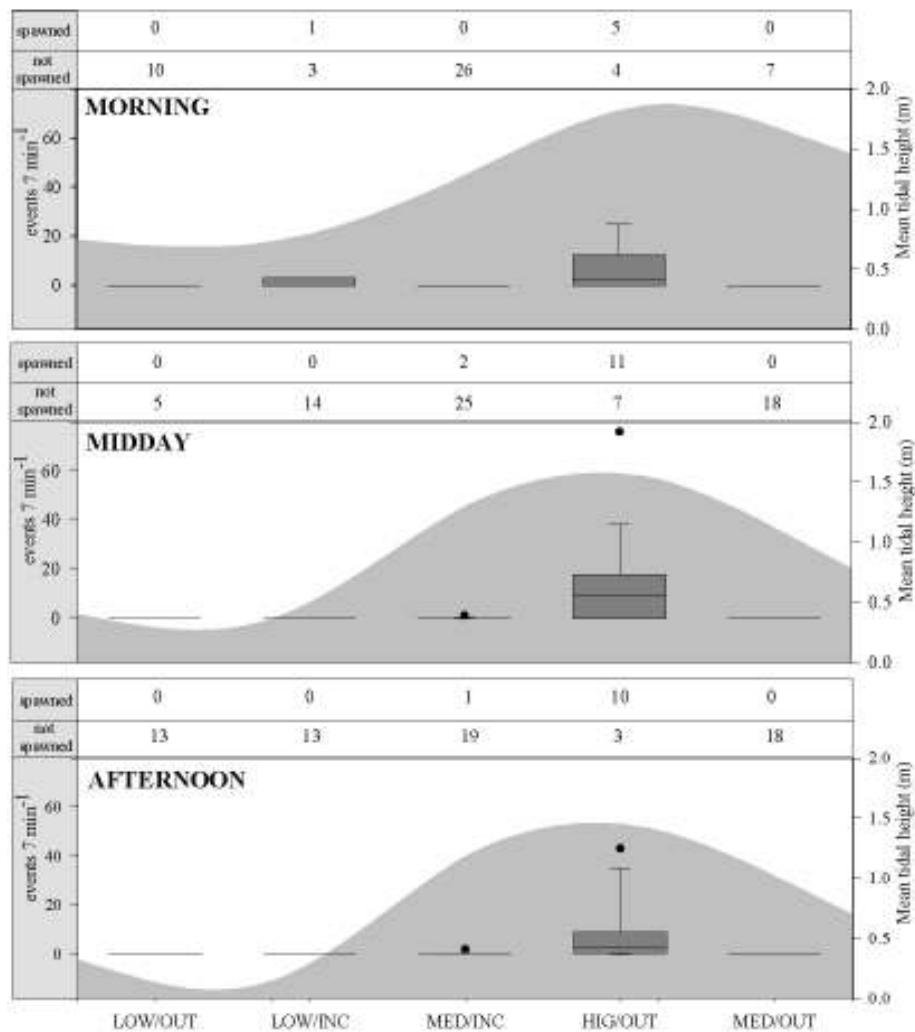 spawned 0 1 0 5 0
not spawned 10 3 26 4 7
MORNING
events 7 min⁻¹
60
40
20
0
2.0
1.5
1.0
0.5
0.0
Mean tidal height (m)
spawned 0 0 2 11 0
not spawned 5 14 25 7 18
MIDDAY
events 7 min⁻¹
60
40
20
0
2.0
1.5
1.0
0.5
0.0
Mean tidal height (m)
spawned 0 0 1 10 0
not spawned 13 13 19 3 18
AFTERNOON
events 7 min⁻¹
60
40
20
0
2.0
1.5
1.0
0.5
0.0
Mean tidal height (m)
LOW/OUT LOW/INC MED/INC HIG/OUT MED/OUT